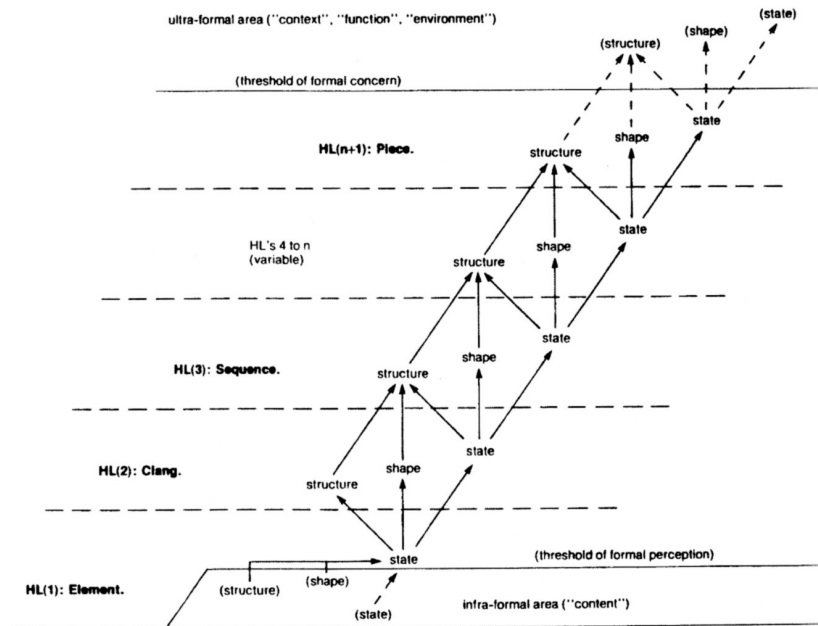 ultra-formal area (''context'', ''function'', ''environment'')
(state)
(shape)
(structure)
(threshold of formal concern)
state
shape
HL(n+1): Piece.
structure
state
HL's 4 to n
(variable)
shape
structure
state
shape
HL(3): Sequence.
structure
state
HL(2): Clang.
shape
structure
(threshold of formal perception)
state
HL(1): Element.
(structure)
(shape)
(state)
infra-formal area (''content'')